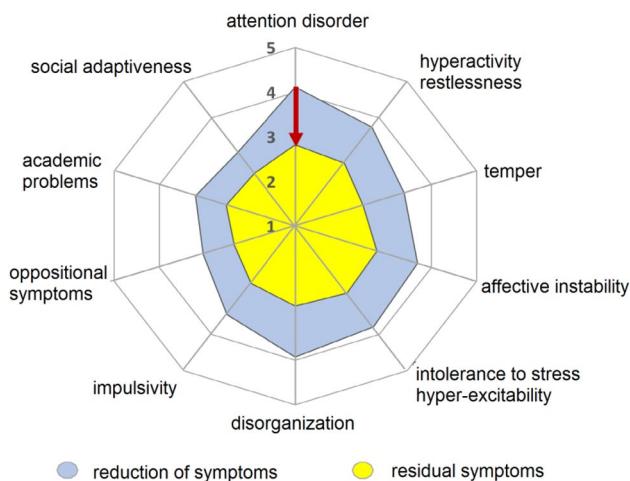 attention disorder
5
hyperactivity
restlessness
social adaptiveness
4
3
academic
problems
temper
2
1
oppositional
symptoms
affective instability
intolerance to stress
hyper-excitability
impulsivity
disorganization
reduction of symptoms
residual symptoms